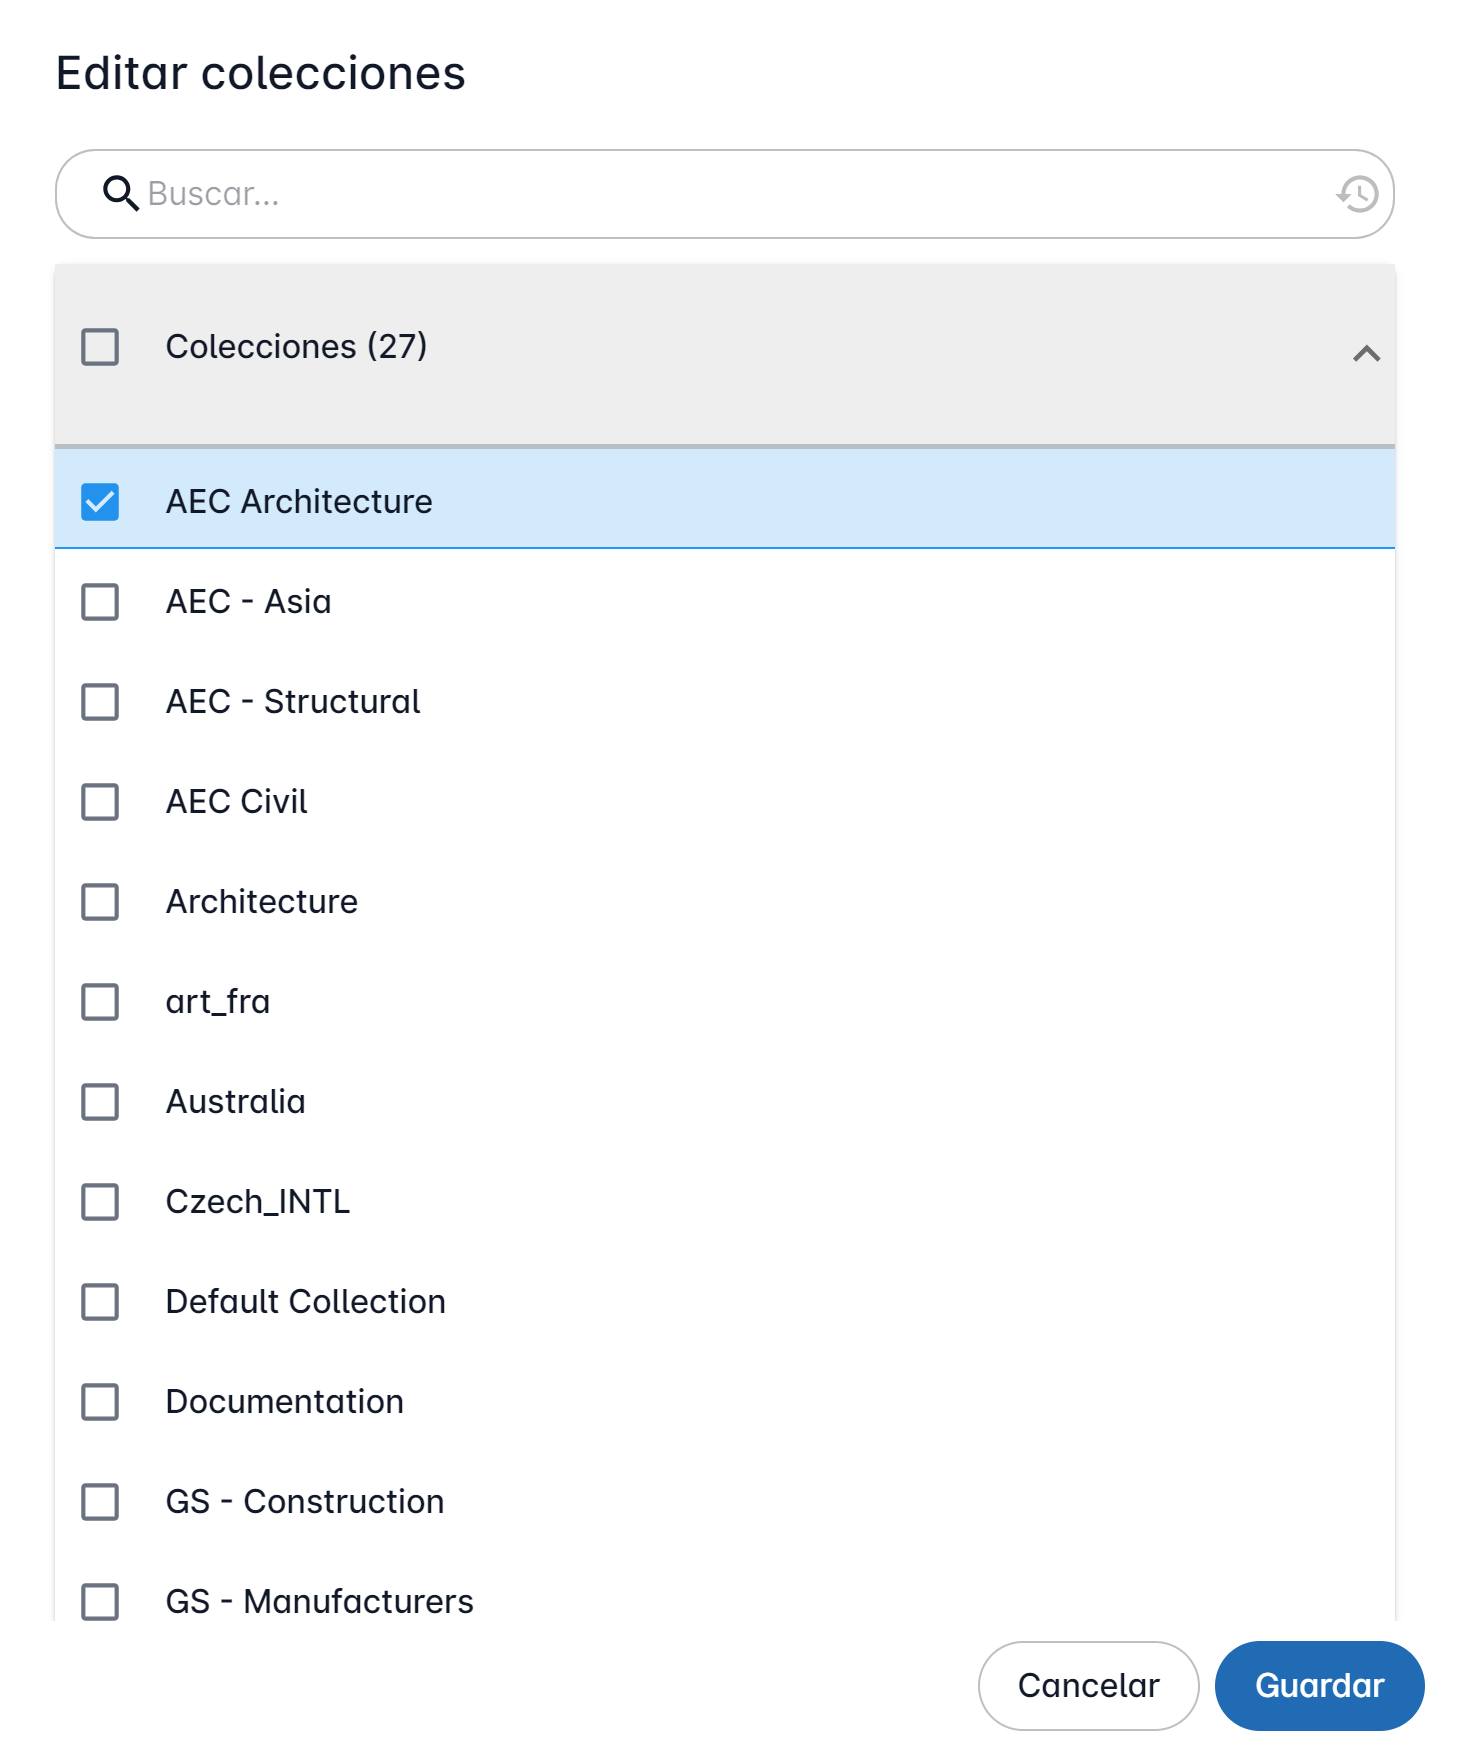 Editar colecciones
Buscar...
Colecciones (27)
AEC Architecture
AEC - Asia
AEC - Structural
AEC Civil
Architecture
art_fra
Australia
Czech_INTL
Default Collection
Documentation
GS - Construction
GS - Manufacturers
Cancelar
Guardar